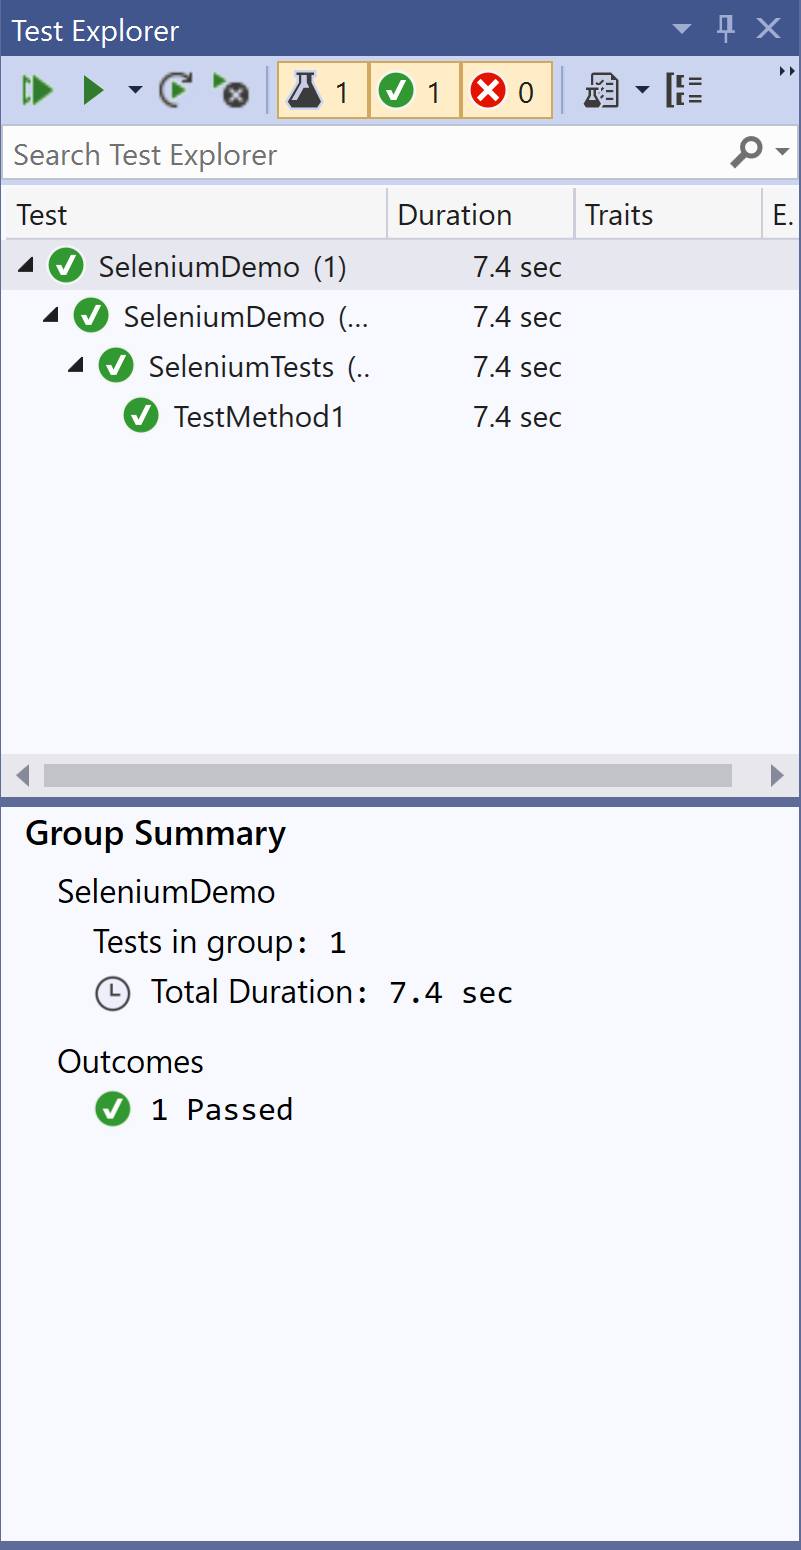 Test Explorer
1 1 0
Search Test Explorer
Test Duration Traits E.
SeleniumDemo (1) 7.4 sec
SeleniumDemo (... 7.4 sec
SeleniumTests (.. 7.4 sec
TestMethod1 7.4 sec
Group Summary
SeleniumDemo
Tests in group: 1
Total Duration: 7.4 sec
Outcomes
1 Passed